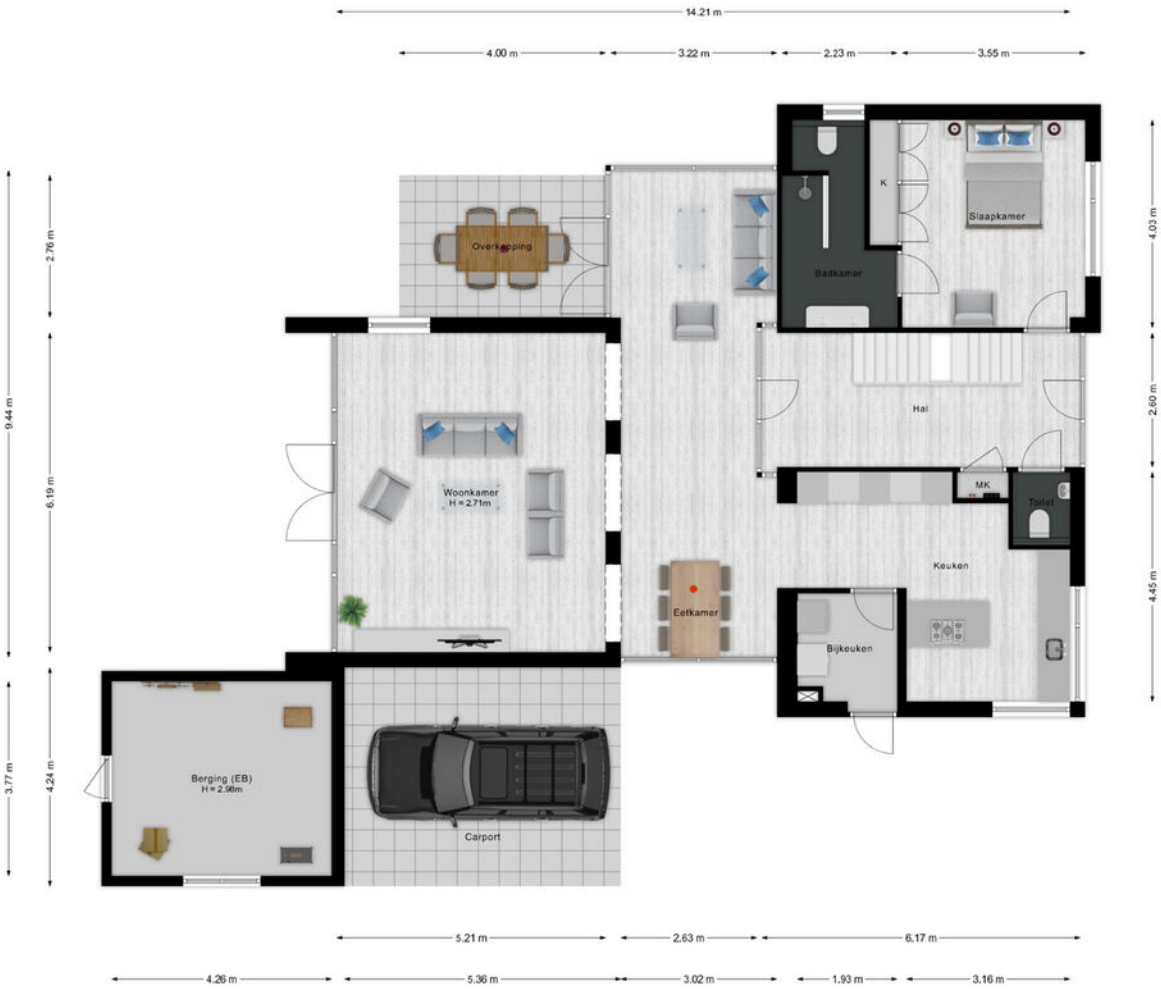 14.21 m
4.00 m
3.22 m
2.23 m
3.55 m
9.44 m
2.76 m
6.19 m
3.77 m
4.24 m
4.03 m
2.60 m
4.45 m
K
Slaapkamer
Overkapping
Badkamer
Hal
Woonkamer
H = 2.71m
MK
Toilet
Keuken
Eetkamer
Bijkeuken
Berging (EB)
H = 2.98m
Carport
5.21 m
2.63 m
6.17 m
4.26 m
5.36 m
3.02 m
1.93 m
3.16 m